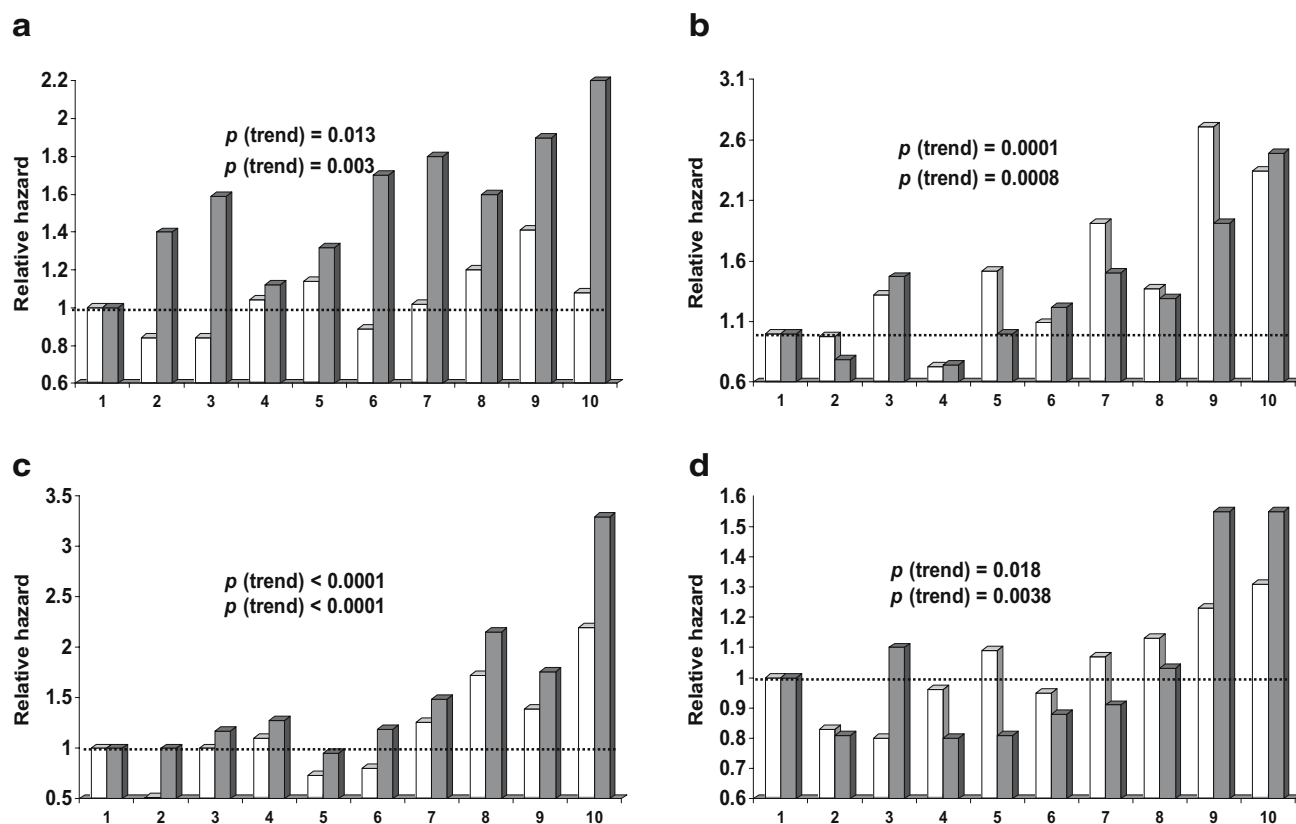 a
Relative hazard
2.2
2
1.8
1.6
1.4
1.2
1
0.8
0.6
p (trend) = 0.013
p (trend) = 0.003
1 2 3 4 5 6 7 8 9 10
b
Relative hazard
3.1
2.6
2.1
1.6
1.1
0.6
p (trend) = 0.0001
p (trend) = 0.0008
1 2 3 4 5 6 7 8 9 10
c
Relative hazard
3.5
3
2.5
2
1.5
1
0.5
p (trend) < 0.0001
p (trend) < 0.0001
1 2 3 4 5 6 7 8 9 10
d
Relative hazard
1.6
1.5
1.4
1.3
1.2
1.1
1
0.9
0.8
0.7
0.6
p (trend) = 0.018
p (trend) = 0.0038
1 2 3 4 5 6 7 8 9 10